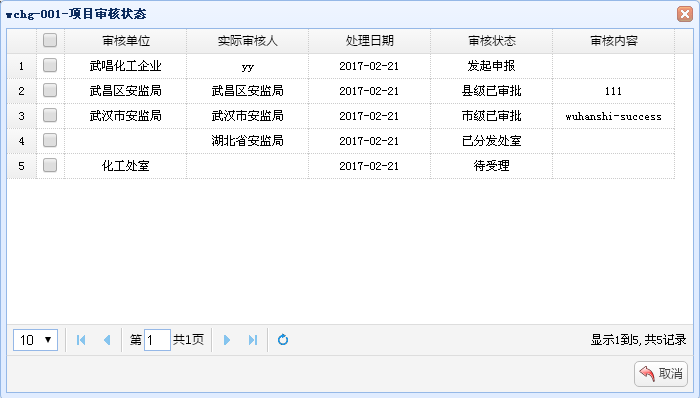 wchg-001-项目审核状态
审核单位 实际审核人 处理日期 审核状态 审核内容
1 武唱化工企业 yy 2017-02-21 发起申报
2 武昌区安监局 武昌区安监局 2017-02-21 县级已审批 111
3 武汉市安监局 武汉市安监局 2017-02-21 市级已审批 wuhanshi-success
4 湖北省安监局 2017-02-21 已分发处室
5 化工处室 2017-02-21 待受理
10 第 1 共1页 显示1到5,共5记录
取消